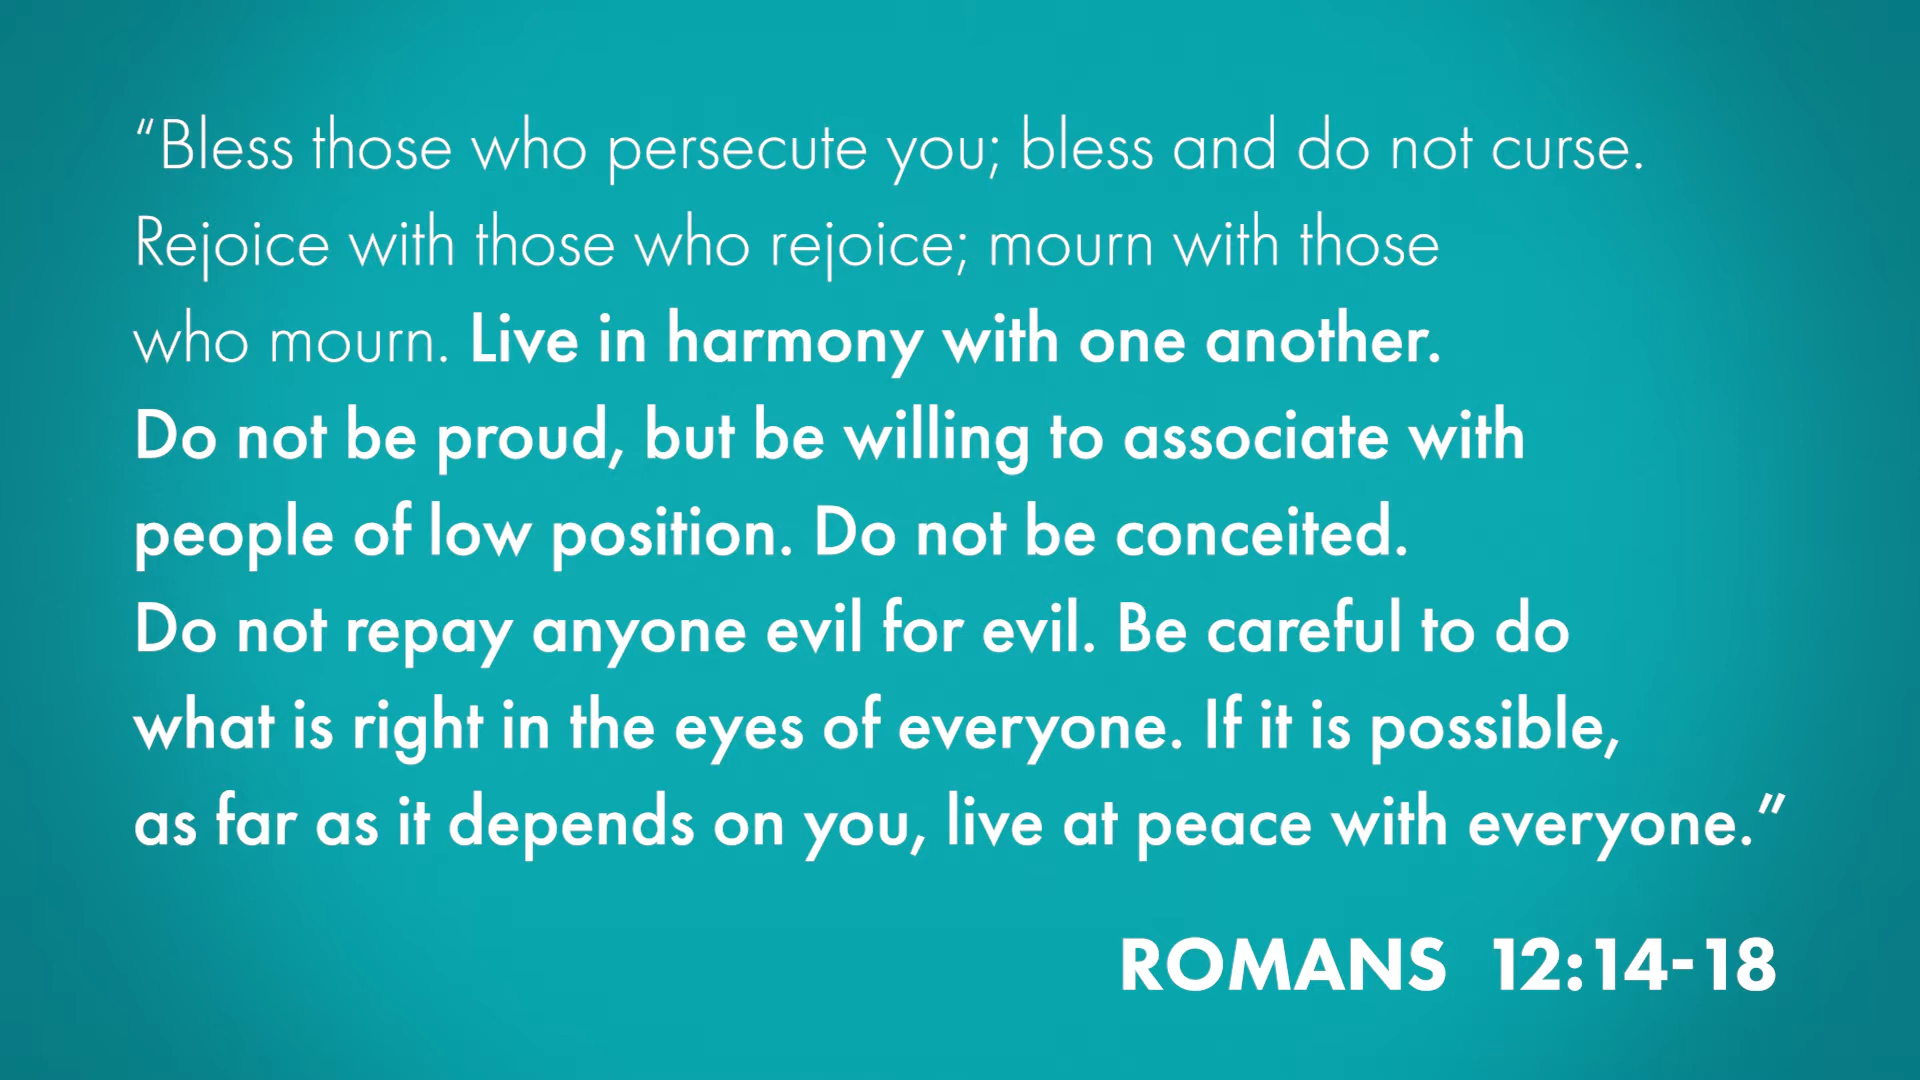 “Bless those who persecute you; bless and do not curse.
Rejoice with those who rejoice; mourn with those
who mourn. Live in harmony with one another.
Do not be proud, but be willing to associate with
people of low position. Do not be conceited.
Do not repay anyone evil for evil. Be careful to do
what is right in the eyes of everyone. If it is possible,
as far as it depends on you, live at peace with everyone.”
ROMANS 12:14-18